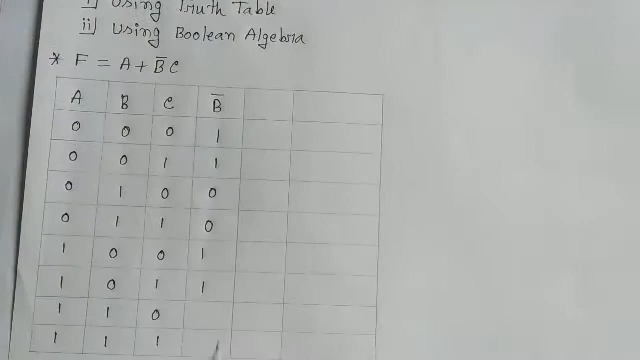 i] Using Truth Table
ii] Using Boolean Algebra
* F = A + B̅ C
A B C B̅
0 0 0 1
0 0 1 1
0 1 0 0
0 1 1 0
1 0 0 1
1 0 1 1
1 1 0
1 1 1